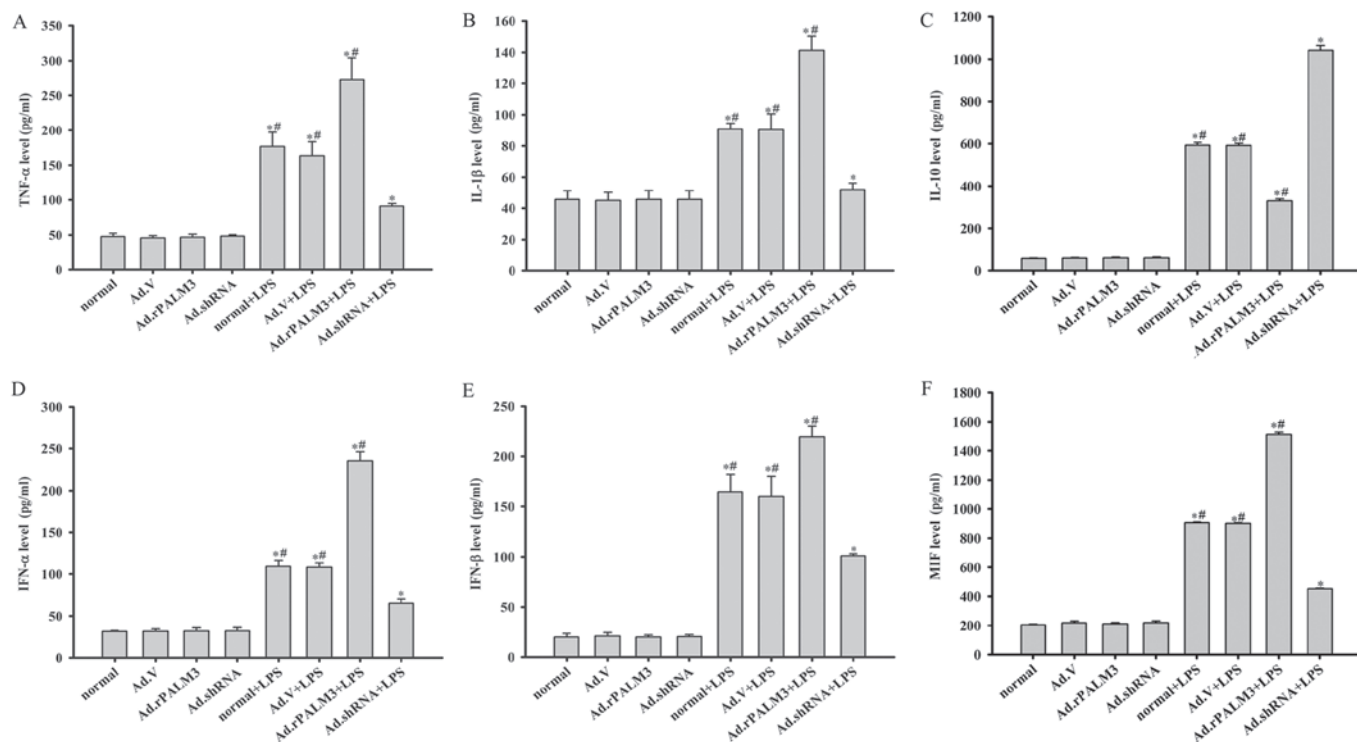 A
TNF-α level (pg/ml)
350
300
250
200
150
100
50
0
*#
*#
*#
*
normal
Ad.V
Ad.rPALM3
Ad.shRNA
normal+LPS
Ad.V+LPS
Ad.rPALM3+LPS
Ad.shRNA+LPS
B
IL-1β level (pg/ml)
160
140
120
100
80
60
40
20
0
*#
*#
*#
*
normal
Ad.V
Ad.rPALM3
Ad.shRNA
normal+LPS
Ad.V+LPS
Ad.rPALM3+LPS
Ad.shRNA+LPS
C
IL-10 level (pg/ml)
1200
1000
800
600
400
200
0
*#
*#
*#
*
normal
Ad.V
Ad.rPALM3
Ad.shRNA
normal+LPS
Ad.V+LPS
Ad.rPALM3+LPS
Ad.shRNA+LPS
D
IFN-α level (pg/ml)
300
250
200
150
100
50
0
*#
*#
*#
*
normal
Ad.V
Ad.rPALM3
Ad.shRNA
normal+LPS
Ad.V+LPS
Ad.rPALM3+LPS
Ad.shRNA+LPS
E
IFN-β level (pg/ml)
250
200
150
100
50
0
*#
*#
*#
*
normal
Ad.V
Ad.rPALM3
Ad.shRNA
normal+LPS
Ad.V+LPS
Ad.rPALM3+LPS
Ad.shRNA+LPS
F
MIF level (pg/ml)
1800
1600
1400
1200
1000
800
600
400
200
0
*#
*#
*#
*
normal
Ad.V
Ad.rPALM3
Ad.shRNA
normal+LPS
Ad.V+LPS
Ad.rPALM3+LPS
Ad.shRNA+LPS